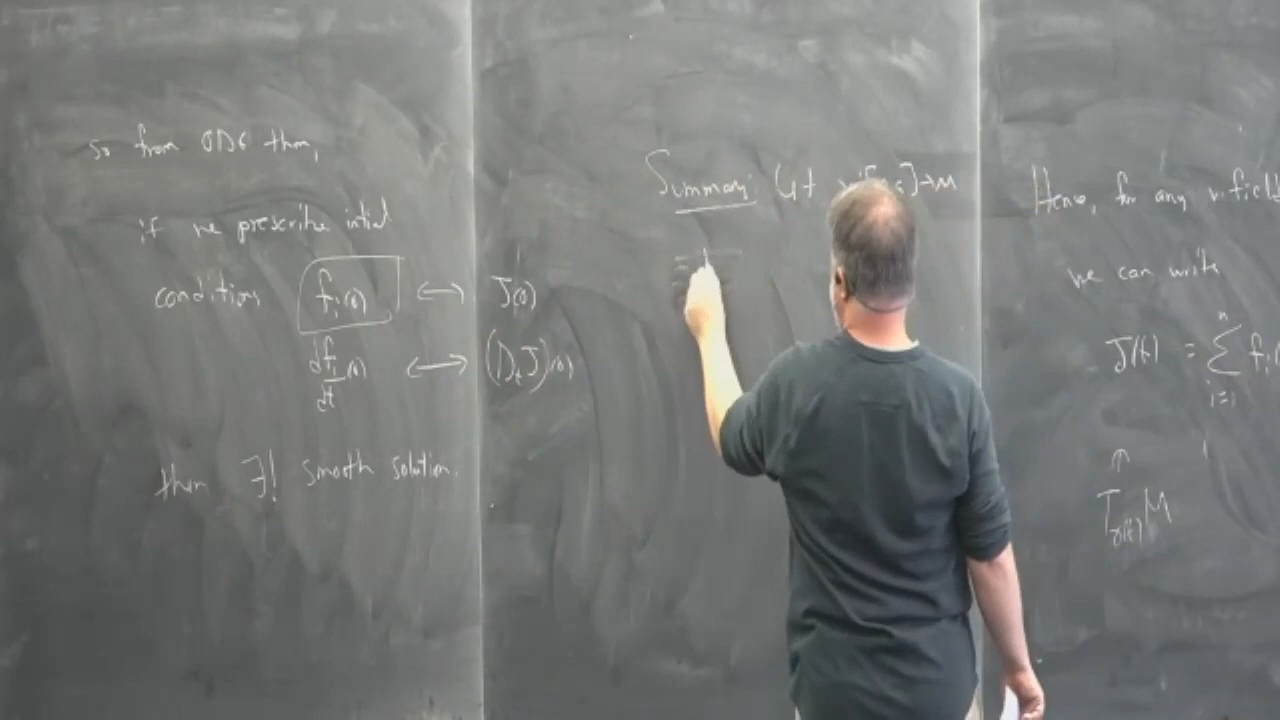 So from ODE thm,
if we prescribe intial
conditions f_i(0) ↔ J(0)
df_i/dt (0) ↔ (D_t J)(0)
then ∃! smooth solution.
Summary: Let
]→M
Hence, for any v.field
we can write
J(t) = Σ_{i=1}^{n} f_i
↑
T_{γ(t)}M